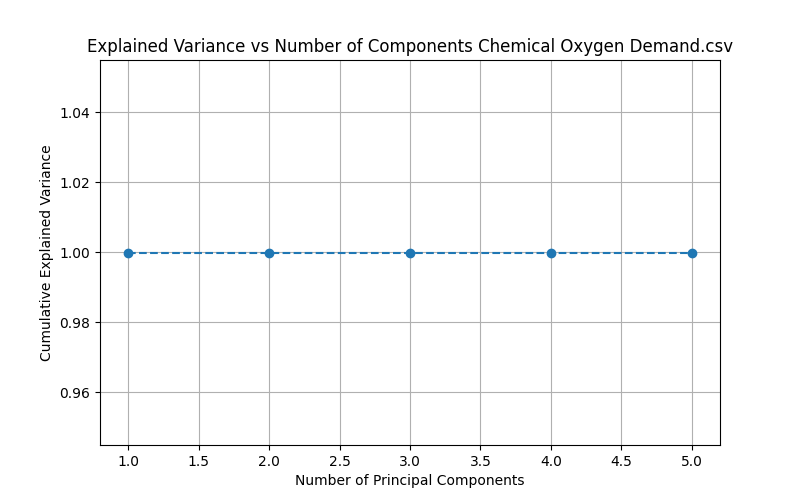 Explained Variance vs Number of Components Chemical Oxygen Demand.csv
Cumulative Explained Variance
1.04
1.02
1.00
0.98
0.96
1.0 1.5 2.0 2.5 3.0 3.5 4.0 4.5 5.0
Number of Principal Components